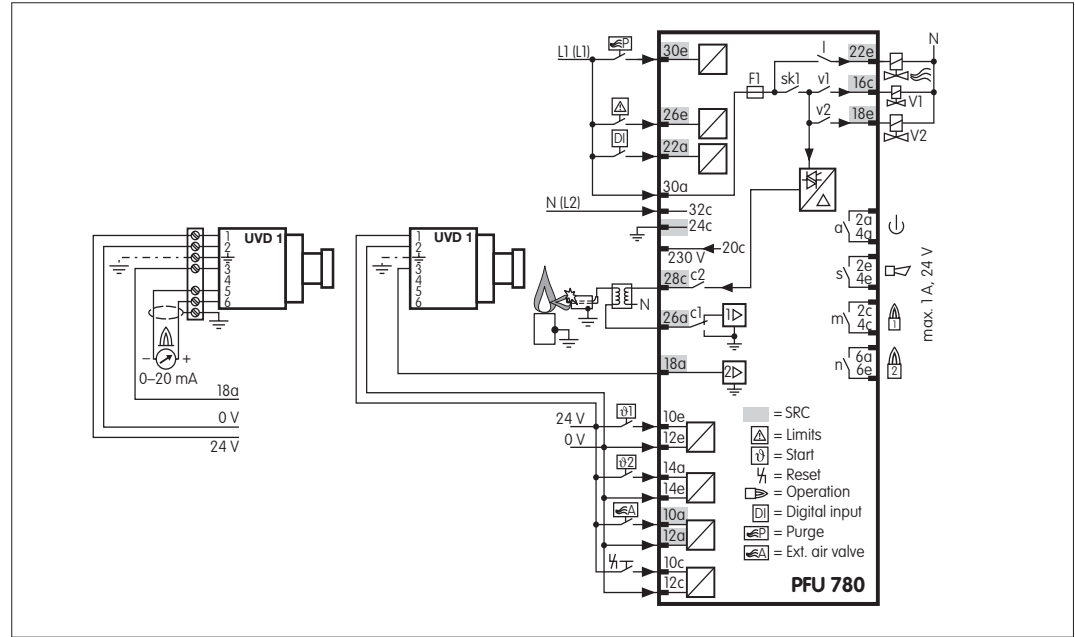 L1 (L1)
P
30e
26e
DI
22a
30a
N (L2)
32c
24c
20c
230 V
28c c2
N
26a c1
1
18a
2
F1
sk1
I
22e
N
v1
16c
V1
v2
18e
V2
a
2a
4a
s
2e
4e
m
2c
4c
1
n
6a
6e
2
max. 1 A, 24 V
UVD 1
1
2
3
4
5
6
– +
0–20 mA
18a
0 V
24 V
UVD 1
1
2
3
4
5
6
24 V
0 V
ϑ1
10e
12e
ϑ2
14a
14e
A
10a
12a
10c
12c
= SRC
= Limits
ϑ = Start
= Reset
= Operation
DI = Digital input
P = Purge
A = Ext. air valve
PFU 780